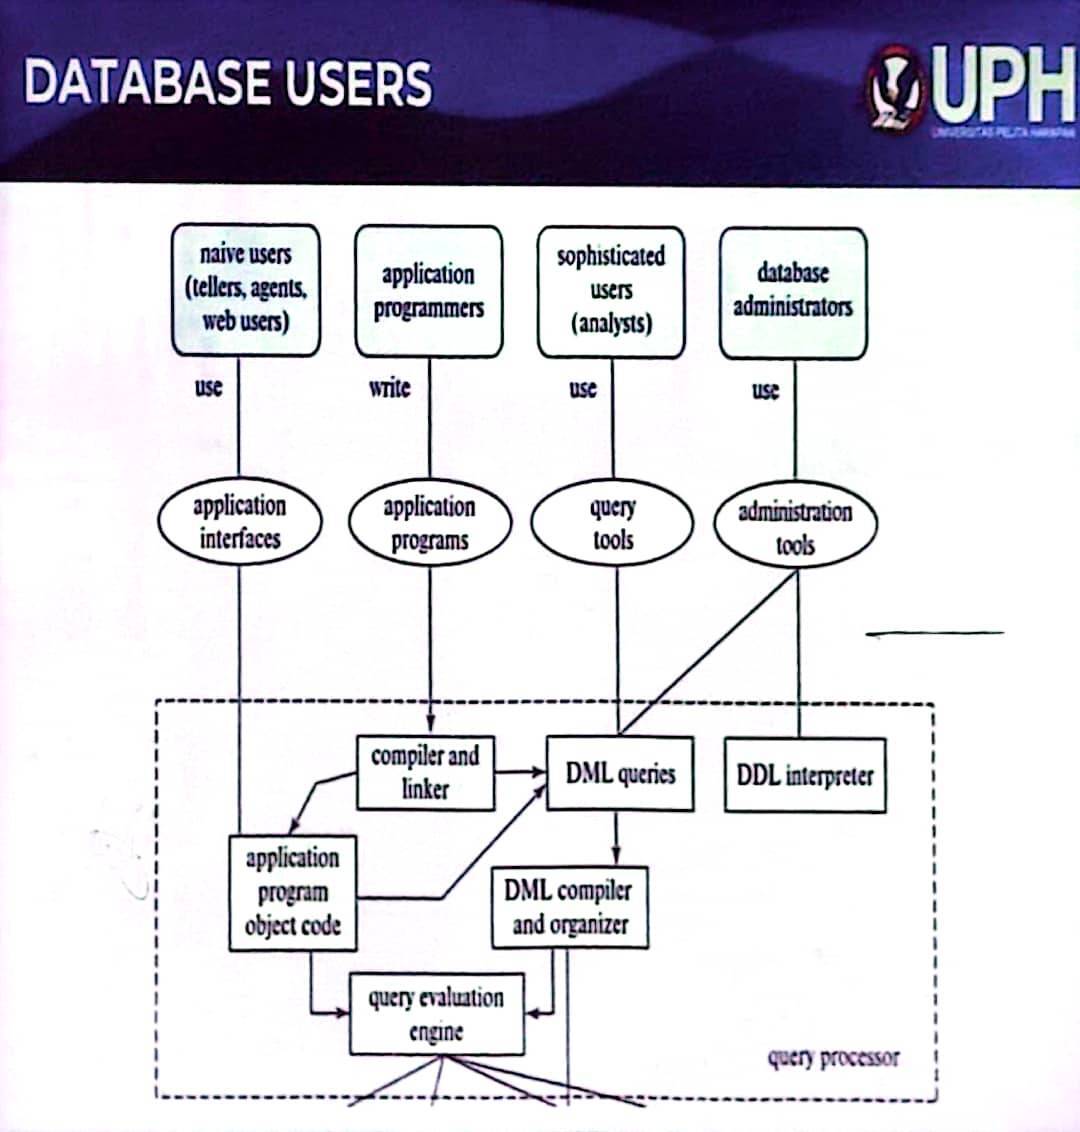 DATABASE USERS
UPH
UNIVERSITAS PELITA HARAPAN
naive users
(tellers, agents,
web users)
application
programmers
sophisticated
users
(analysts)
database
administrators
use
write
use
use
application
interfaces
application
programs
query
tools
administration
tools
compiler and
linker
DML queries
DDL interpreter
application
program
object code
DML compiler
and organizer
query evaluation
engine
query processor